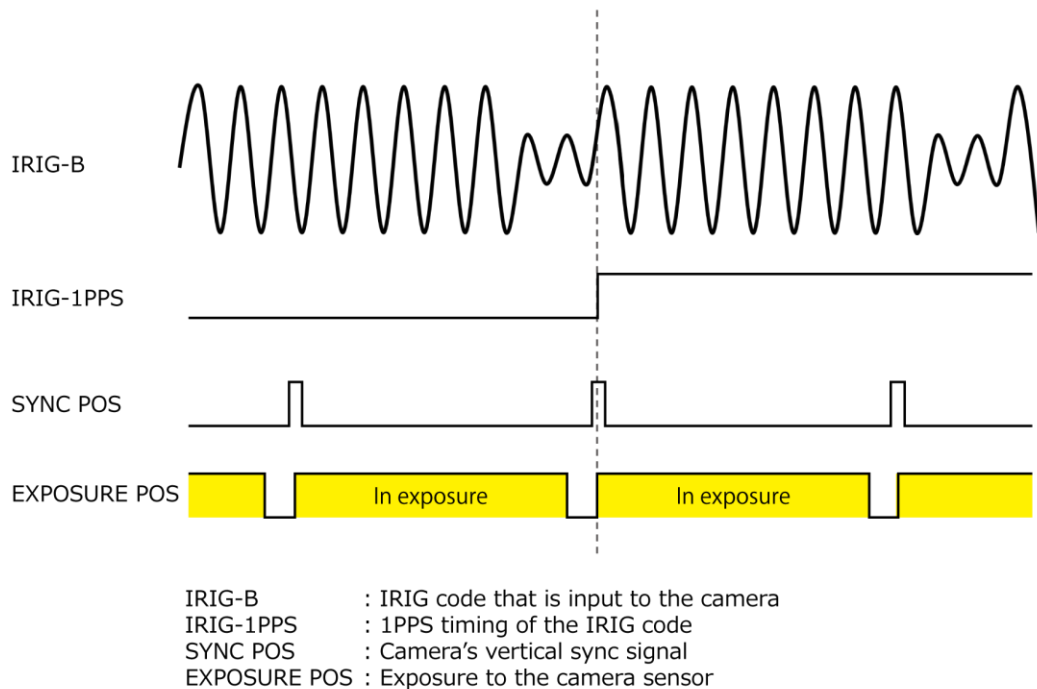 IRIG-B
IRIG-1PPS
SYNC POS
EXPOSURE POS In exposure In exposure
IRIG-B : IRIG code that is input to the camera
IRIG-1PPS : 1PPS timing of the IRIG code
SYNC POS : Camera’s vertical sync signal
EXPOSURE POS : Exposure to the camera sensor